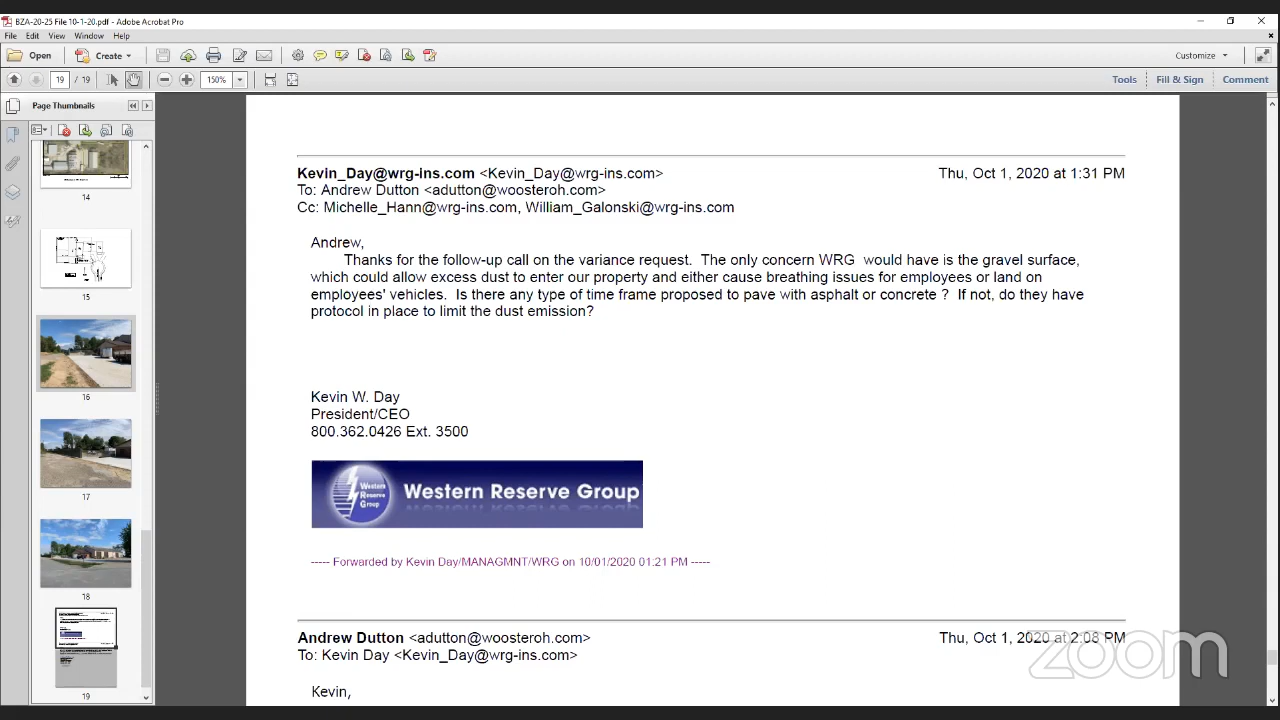 BZA-20-25 File 10-1-20.pdf - Adobe Acrobat Pro
File Edit View Window Help
Open Create Customize
19 / 19 150% Tools Fill & Sign Comment
Page Thumbnails
14
15
16
17
18
19
Kevin_Day@wrg-ins.com <Kevin_Day@wrg-ins.com> Thu, Oct 1, 2020 at 1:31 PM
To: Andrew Dutton <adutton@woosteroh.com>
Cc: Michelle_Hann@wrg-ins.com, William_Galonski@wrg-ins.com
Andrew,
Thanks for the follow-up call on the variance request. The only concern WRG would have is the gravel surface,
which could allow excess dust to enter our property and either cause breathing issues for employees or land on
employees' vehicles. Is there any type of time frame proposed to pave with asphalt or concrete ? If not, do they have
protocol in place to limit the dust emission?
Kevin W. Day
President/CEO
800.362.0426 Ext. 3500
Western
Reserve
Group
Western Reserve Group
----- Forwarded by Kevin Day/MANAGMNT/WRG on 10/01/2020 01:21 PM -----
Andrew Dutton <adutton@woosteroh.com> Thu, Oct 1, 2020 at 2:08 PM
To: Kevin Day <Kevin_Day@wrg-ins.com>
Kevin,
zoom